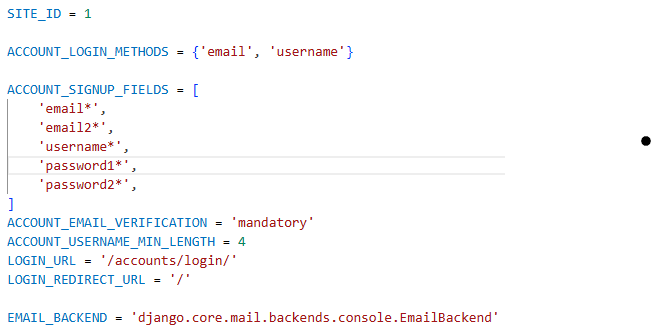 SITE_ID = 1
ACCOUNT_LOGIN_METHODS = {'email', 'username'}
ACCOUNT_SIGNUP_FIELDS = [
    'email*',
    'email2*',
    'username*',
    'password1*',
    'password2*',
]
ACCOUNT_EMAIL_VERIFICATION = 'mandatory'
ACCOUNT_USERNAME_MIN_LENGTH = 4
LOGIN_URL = '/accounts/login/'
LOGIN_REDIRECT_URL = '/'
EMAIL_BACKEND = 'django.core.mail.backends.console.EmailBackend'